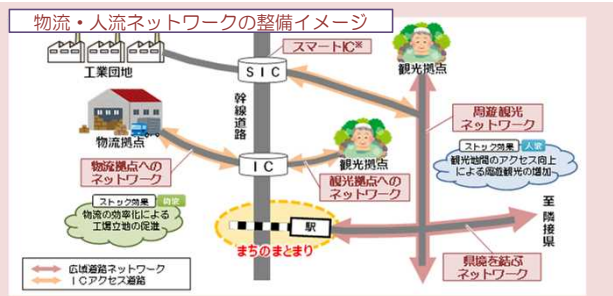 物流・人流ネットワークの整備イメージ
工業団地
SIC
スマートIC※
観光拠点
幹線道路
周遊観光
ネットワーク
物流拠点
ストック効果
人流
観光地間のアクセス向上
による周遊観光の増加
IC
観光拠点
物流拠点への
ネットワーク
観光拠点への
ネットワーク
ストック効果
物流
物流の効率化による
工場立地の促進
至 隣接県
駅
まちのまとまり
県境を結ぶ
ネットワーク
広域道路ネットワーク
ICアクセス道路